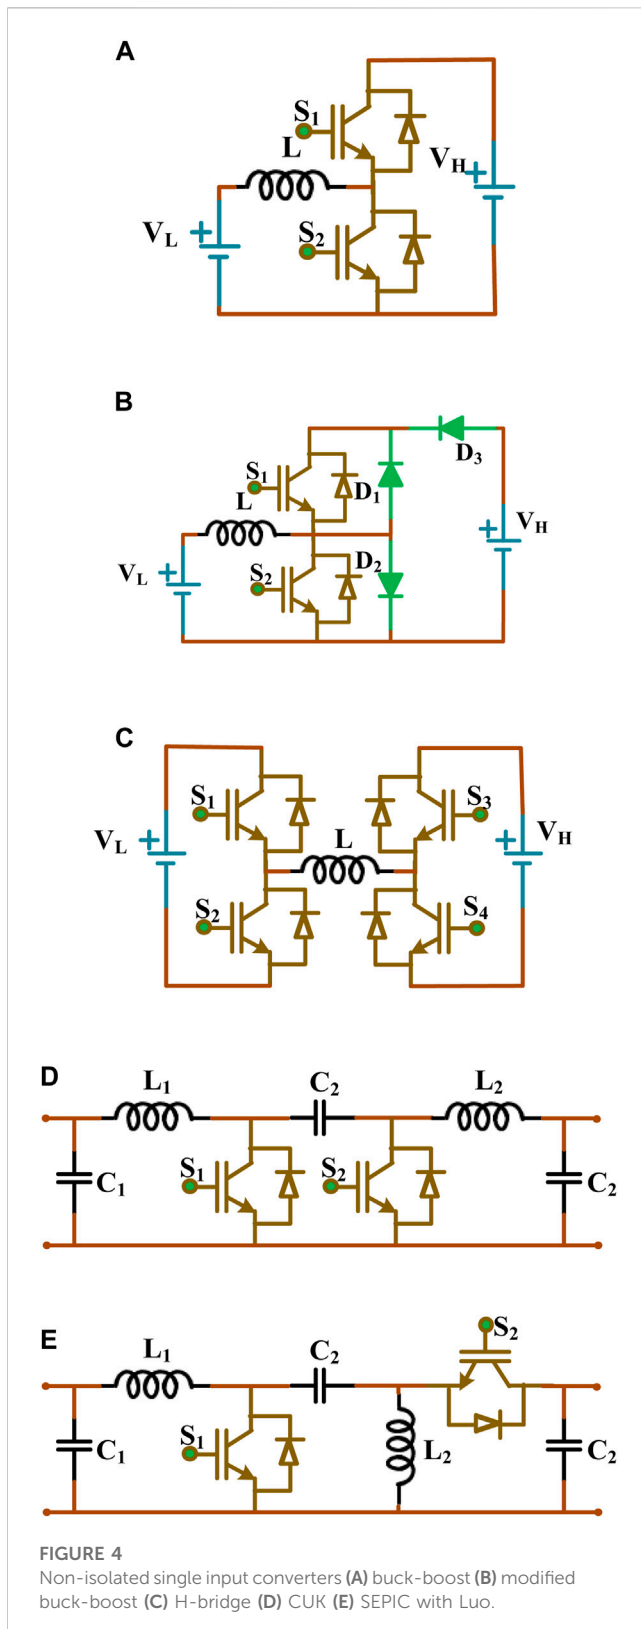 A
S1
L
VH
+
VL
+
S2
B
D3
S1
D1
L
VH
+
VL
+
S2
D2
C
S1
S3
VL
+
L
VH
+
S2
S4
D
L1
C2
L2
C1
S1
S2
C2
E
S2
L1
C2
C1
S1
L2
C2
FIGURE 4
Non-isolated single input converters (A) buck-boost (B) modified
buck-boost (C) H-bridge (D) CUK (E) SEPIC with Luo.